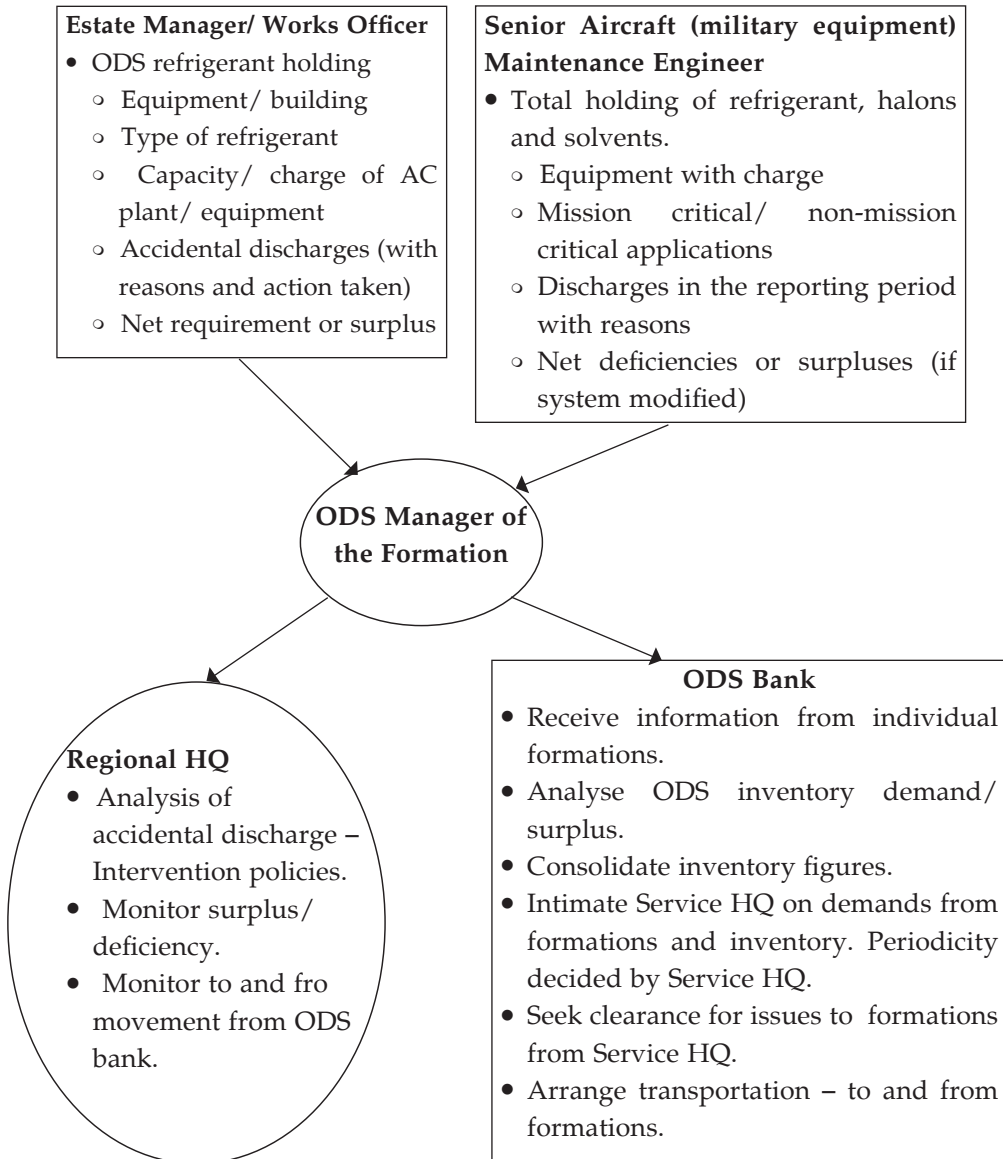 Estate Manager/ Works Officer
• ODS refrigerant holding
○ Equipment/ building
○ Type of refrigerant
○ Capacity/ charge of AC
plant/ equipment
○ Accidental discharges (with
reasons and action taken)
○ Net requirement or surplus
Senior Aircraft (military equipment)
Maintenance Engineer
• Total holding of refrigerant, halons
and solvents.
○ Equipment with charge
○ Mission critical/ non-mission
critical applications
○ Discharges in the reporting period
with reasons
○ Net deficiencies or surpluses (if
system modified)
ODS Manager of
the Formation
Regional HQ
• Analysis of
accidental discharge –
Intervention policies.
• Monitor surplus/
deficiency.
• Monitor to and fro
movement from ODS
bank.
ODS Bank
• Receive information from individual
formations.
• Analyse ODS inventory demand/
surplus.
• Consolidate inventory figures.
• Intimate Service HQ on demands from
formations and inventory. Periodicity
decided by Service HQ.
• Seek clearance for issues to formations
from Service HQ.
• Arrange transportation – to and from
formations.